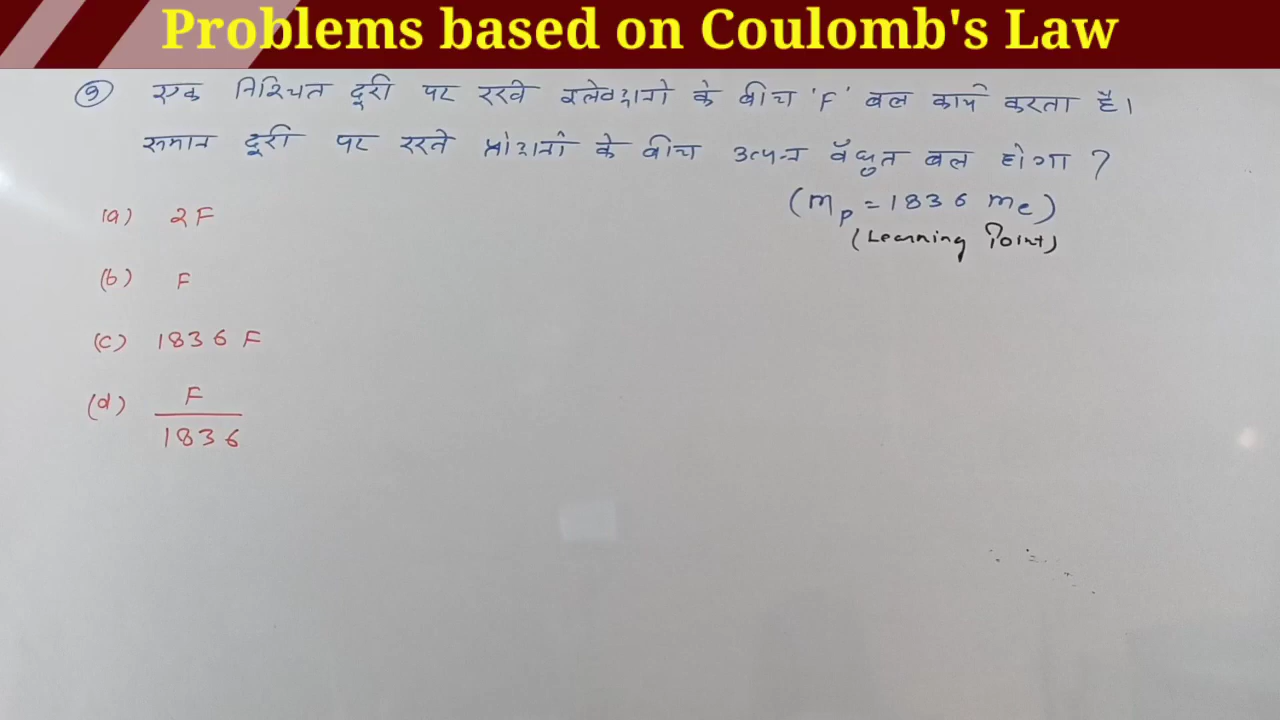 Problems based on Coulomb's Law
(9) एक निश्चित दूरी पर रखे इलेक्ट्रानो के बीच 'F' बल कार्य करता है।
समान दूरी पर रखे प्रोटानो के बीच उत्पन्न वैधुत बल होगा ?
(mₚ = 1836 mₑ)
(Learning Point)
(a) 2F
(b) F
(c) 1836 F
(d) F
1836